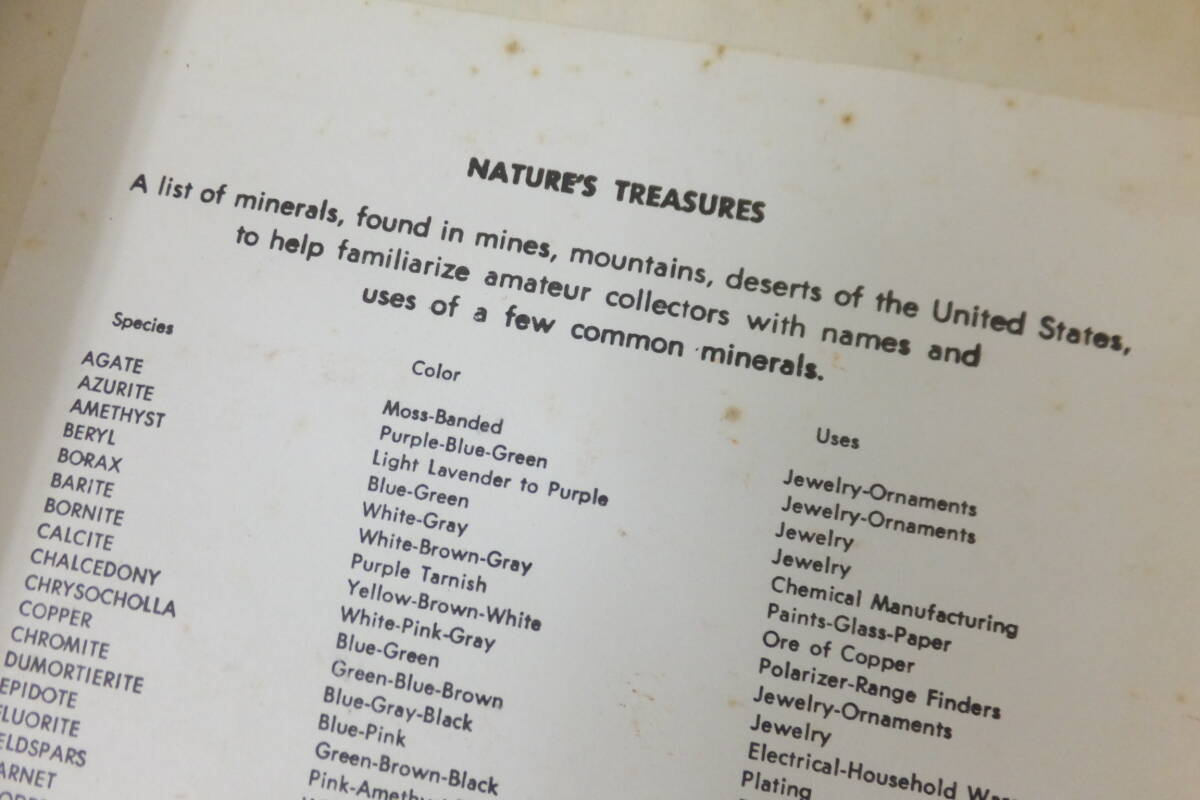 NATURE'S TREASURES
A list of minerals, found in mines, mountains, deserts of the United States,
to help familiarize amateur collectors with names and
uses of a few common minerals.
Species Color Uses
AGATE Moss-Banded Jewelry-Ornaments
AZURITE Purple-Blue-Green Jewelry-Ornaments
AMETHYST Light Lavender to Purple Jewelry
BERYL Blue-Green Jewelry
BORAX White-Gray Chemical Manufacturing
BARITE White-Brown-Gray Paints-Glass-Paper
BORNITE Purple Tarnish Ore of Copper
CALCITE Yellow-Brown-White Polarizer-Range Finders
CHALCEDONY White-Pink-Gray Jewelry-Ornaments
CHRYSOCHOLLA Blue-Green Jewelry
COPPER Green-Blue-Brown Electrical-Household
CHROMITE Blue-Gray-Black Plating
DUMORTIERITE Blue-Pink
EPIDOTE Green-Brown-Black
FLUORITE
ELDSPARS
ARNET